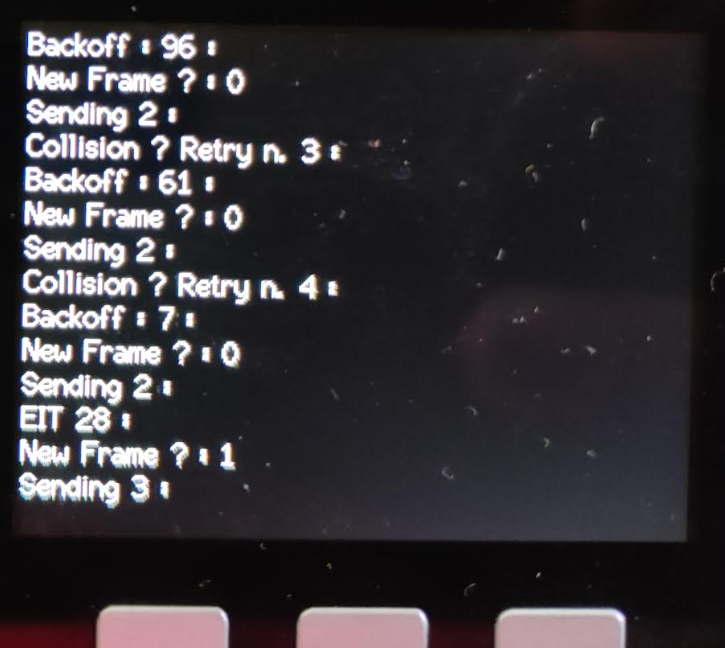 Backoff : 96 :
New Frame ? : 0
Sending 2 :
Collision ? Retry n. 3 :
Backoff : 61 :
New Frame ? : 0
Sending 2 :
Collision ? Retry n. 4 :
Backoff : 7 :
New Frame ? : 0
Sending 2 :
EIT 28 :
New Frame ? : 1
Sending 3 :